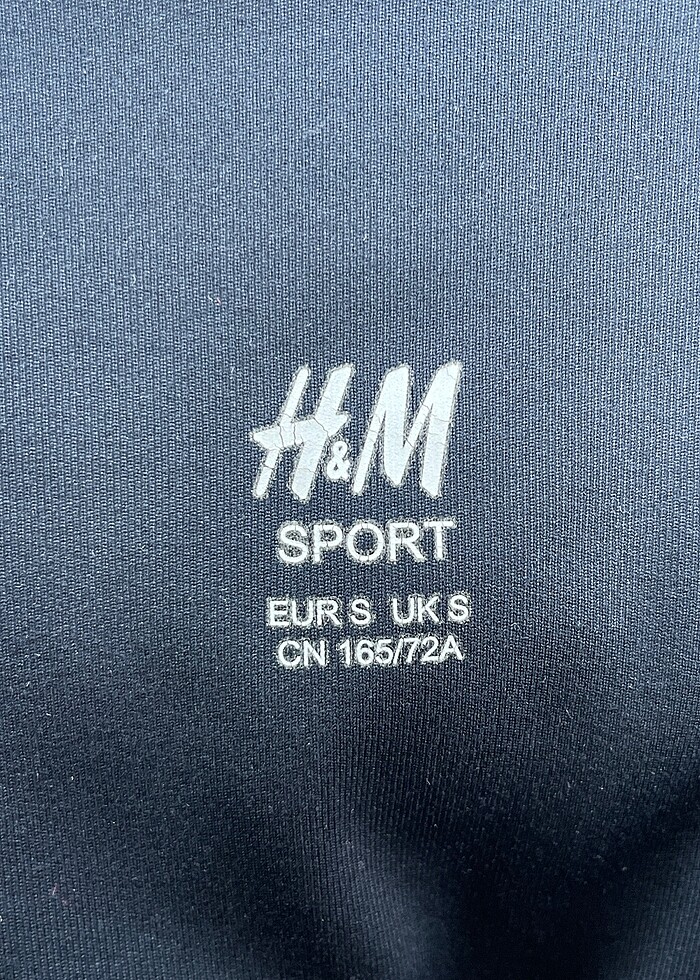 H&M
SPORT
EUR S UK S
CN 165/72A